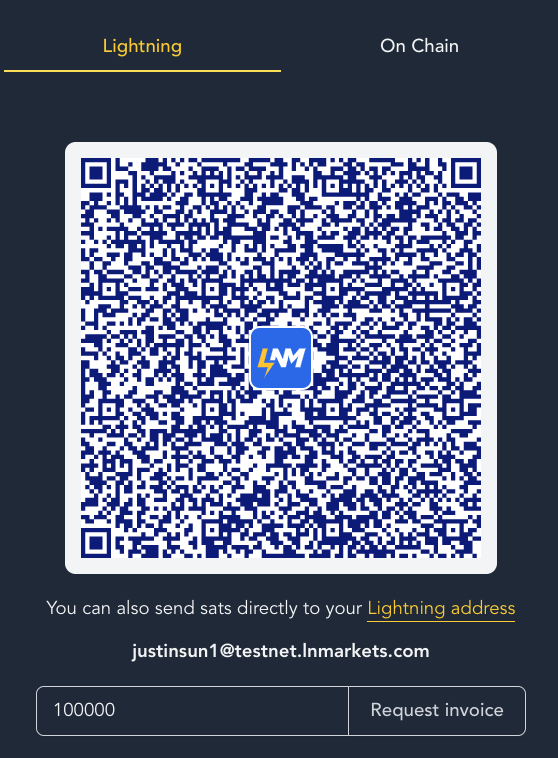 Lightning
On Chain
LNM
You can also send sats directly to your Lightning address
justinsun1@testnet.lnmarkets.com
100000
Request invoice